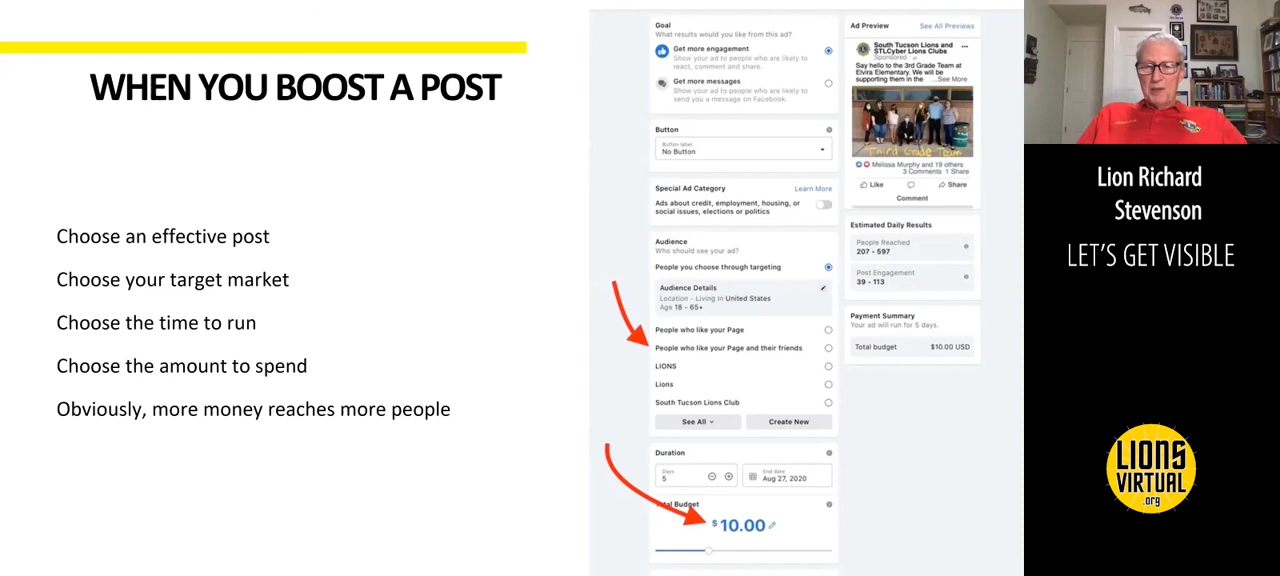 WHEN YOU BOOST A POST
Choose an effective post
Choose your target market
Choose the time to run
Choose the amount to spend
Obviously, more money reaches more people
Goal
What results would you like from this ad?
Get more engagement
Show your ad to people who are likely to
react, comment and share.
Get more messages
Show your ad to people who are likely to
send you a message on Facebook.
Button
Button label
No Button
Special Ad Category
Learn More
Ads about credit, employment, housing, or
social issues, elections or politics
Audience
Who should see your ad?
People you choose through targeting
Audience Details
Location - Living In United States
Age 18 - 65+
People who like your Page
People who like your Page and their friends
LIONS
Lions
South Tucson Lions Club
See All
Create New
Duration
Days
5
End date
Aug 27, 2020
tal Budget
$10.00
Ad Preview
See All Previews
South Tucson Lions and
STLCyber Lions Clubs
Sponsored
Say hello to the 3rd Grade Team at
Elvira Elementary. We will be
supporting them in the ...See More
Third Grade Team
Melissa Murphy and 19 others
3 Comments 1 Share
Like
Share
Comment
Estimated Daily Results
People Reached
207 - 597
Post Engagement
39 - 113
Payment Summary
Your ad will run for 5 days.
Total budget
$10.00 USD
Lion Richard
Stevenson
LET'S GET VISIBLE
LIONS
VIRTUAL
.org